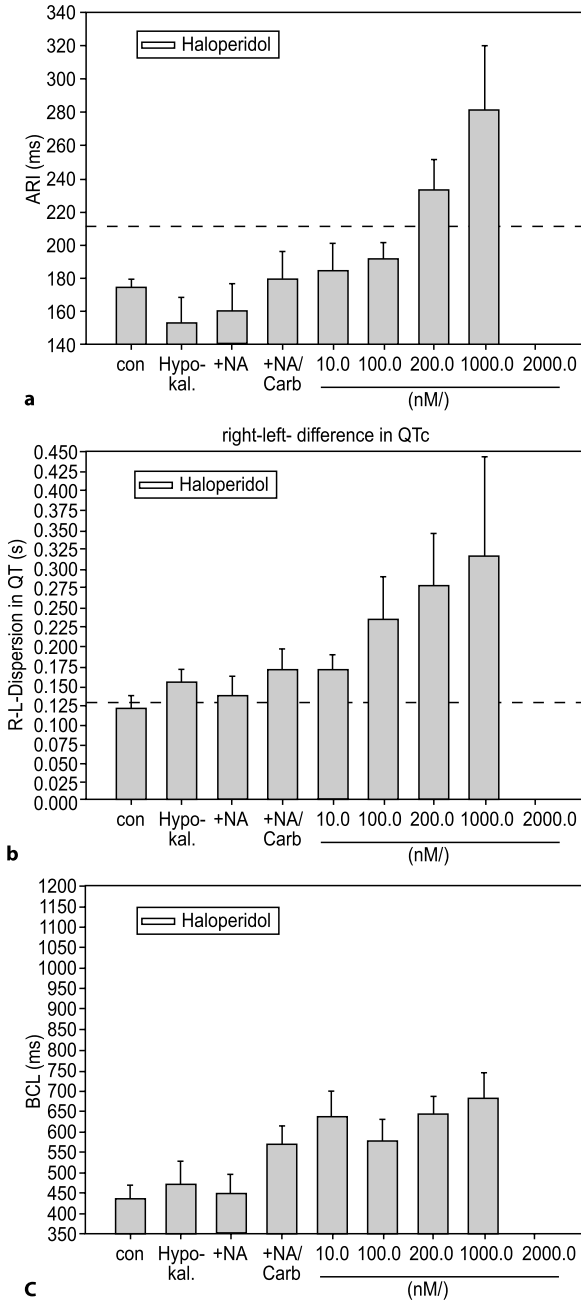 340
Haloperidol
320
300
280
260
240
220
200
180
160
140
ARI (ms)
con
Hypo-
kal.
+NA
+NA/
Carb
10.0
100.0
200.0
1000.0
2000.0
(nM/)
a
right-left- difference in QTc
0.450
0.425
Haloperidol
0.400
0.375
0.350
0.325
0.300
0.275
0.250
0.225
0.200
0.175
0.150
0.125
0.100
0.075
0.050
0.025
0.000
R-L-Dispersion in QT (s)
con
Hypo-
kal.
+NA
+NA/
Carb
10.0
100.0
200.0
1000.0
2000.0
(nM/)
b
1200
1150
Haloperidol
1100
1050
1000
950
900
850
800
750
700
650
600
550
500
450
400
350
BCL (ms)
con
Hypo-
kal.
+NA
+NA/
Carb
10.0
100.0
200.0
1000.0
2000.0
(nM/)
C